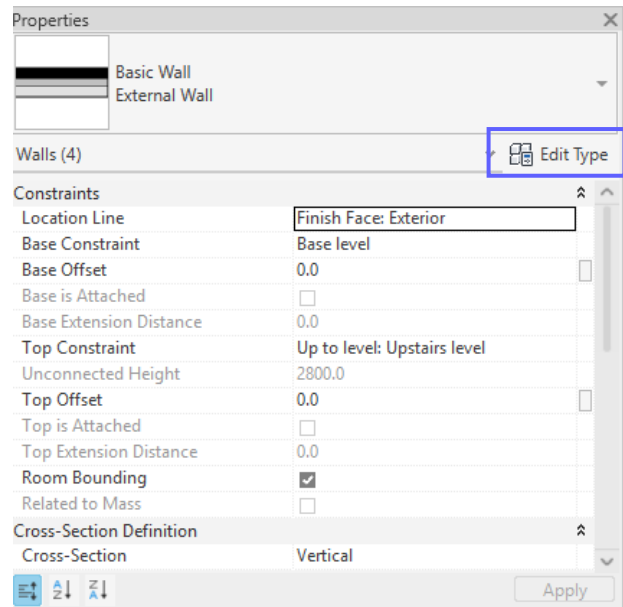 Properties
Basic Wall
External Wall
Walls (4)
Edit Type
Constraints
Location Line Finish Face: Exterior
Base Constraint Base level
Base Offset 0.0
Base is Attached
Base Extension Distance 0.0
Top Constraint Up to level: Upstairs level
Unconnected Height 2800.0
Top Offset 0.0
Top is Attached
Top Extension Distance 0.0
Room Bounding
Related to Mass
Cross-Section Definition
Cross-Section Vertical
A Z Z A Apply